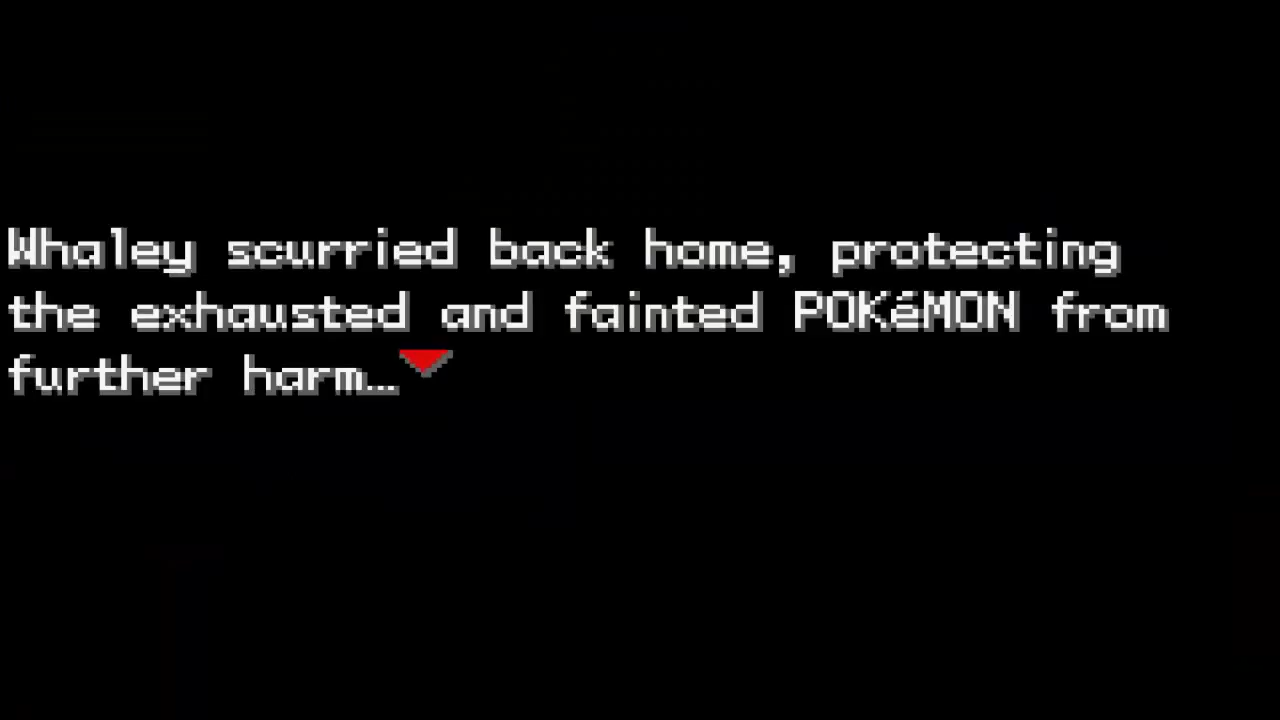 Whaley scurried back home, protecting
the exhausted and fainted POKéMON from
further harm…